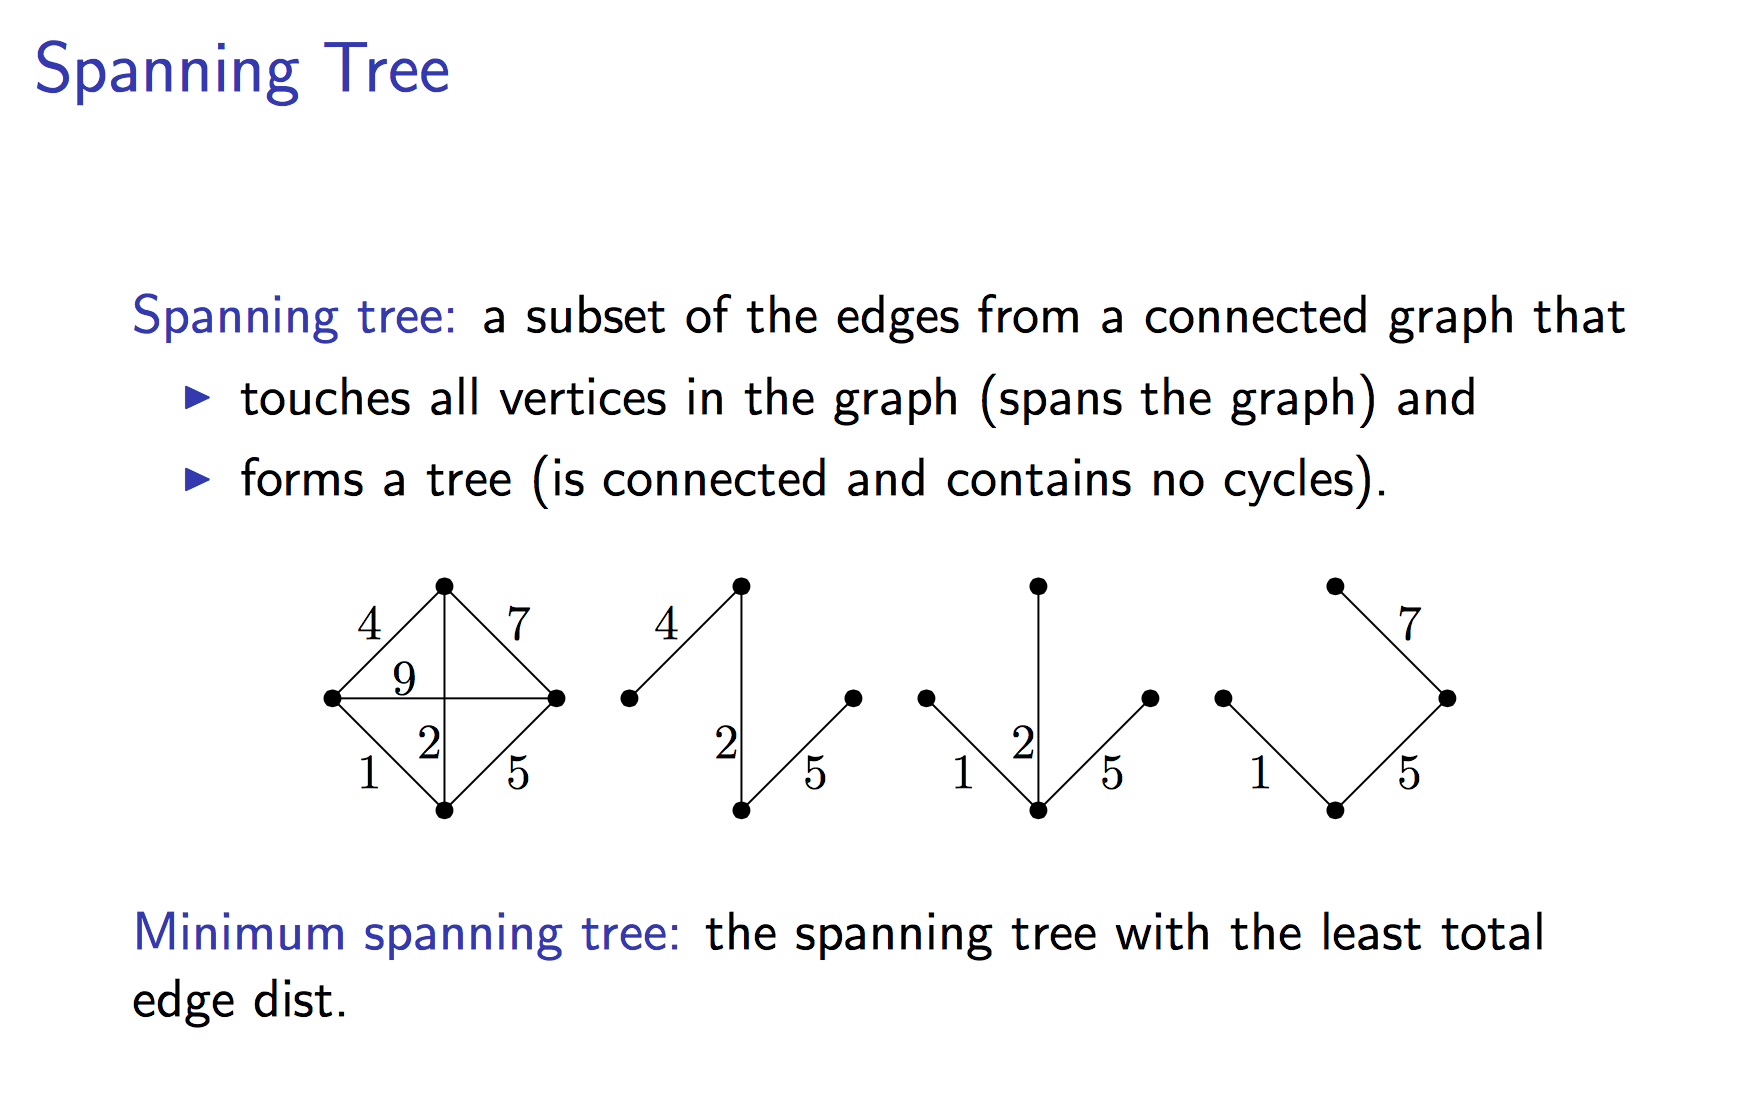 Spanning Tree
Spanning tree: a subset of the edges from a connected graph that
▶ touches all vertices in the graph (spans the graph) and
▶ forms a tree (is connected and contains no cycles).
4 7 4 7
9
2 2 2
1 5 5 1 5 1 5
Minimum spanning tree: the spanning tree with the least total
edge dist.